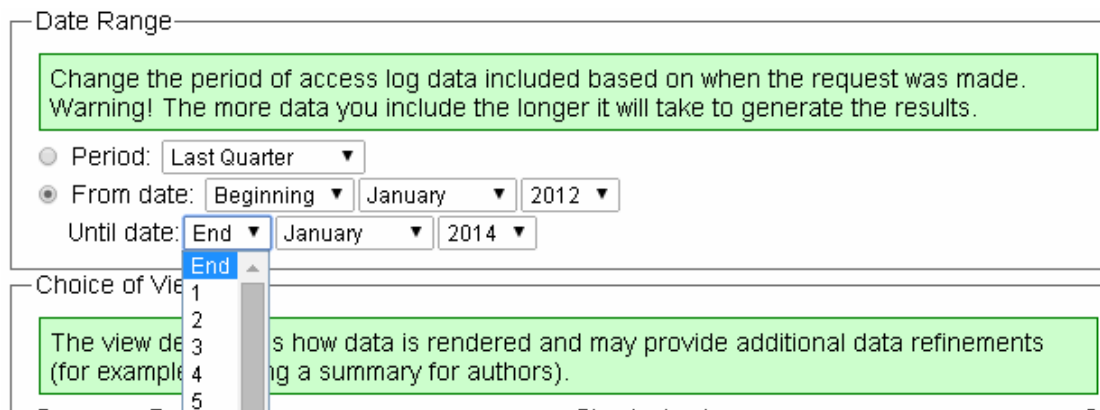 Date Range
Change the period of access log data included based on when the request was made.
Warning! The more data you include the longer it will take to generate the results.
Period: Last Quarter
From date: Beginning January 2012
Until date: End January 2014
End
Choice of
1
2
The view s how data is rendered and may provide additional data refinements
3
(for example g a summary for authors).
4
5